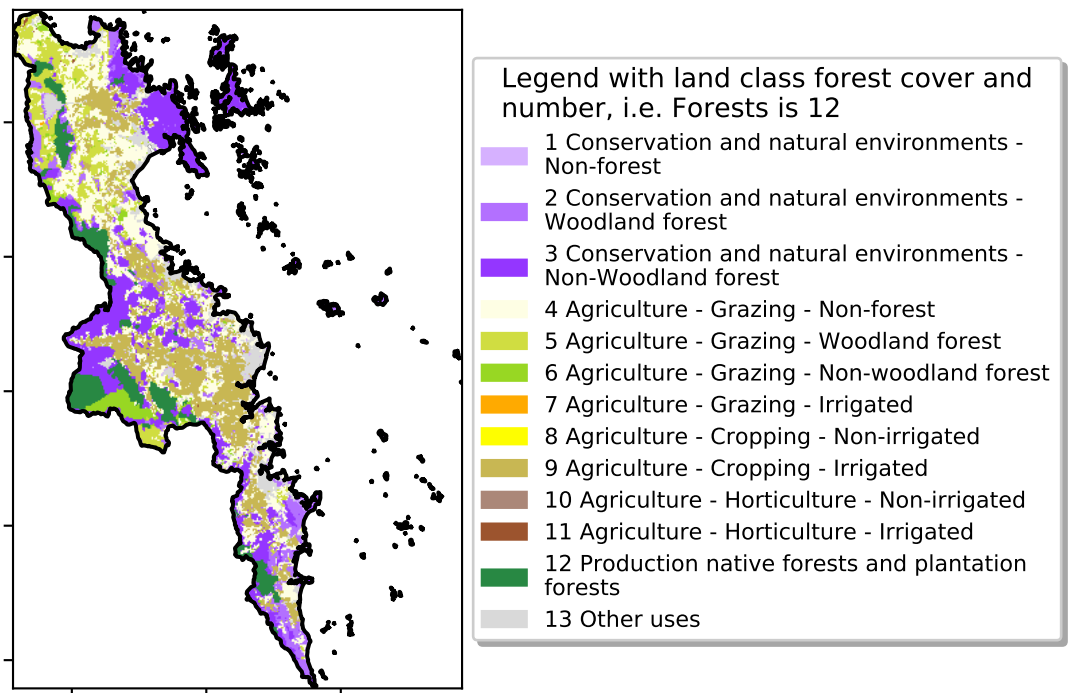 Legend with land class forest cover and
number, i.e. Forests is 12
1 Conservation and natural environments -
Non-forest
2 Conservation and natural environments -
Woodland forest
3 Conservation and natural environments -
Non-Woodland forest
4 Agriculture - Grazing - Non-forest
5 Agriculture - Grazing - Woodland forest
6 Agriculture - Grazing - Non-woodland forest
7 Agriculture - Grazing - Irrigated
8 Agriculture - Cropping - Non-irrigated
9 Agriculture - Cropping - Irrigated
10 Agriculture - Horticulture - Non-irrigated
11 Agriculture - Horticulture - Irrigated
12 Production native forests and plantation
forests
13 Other uses